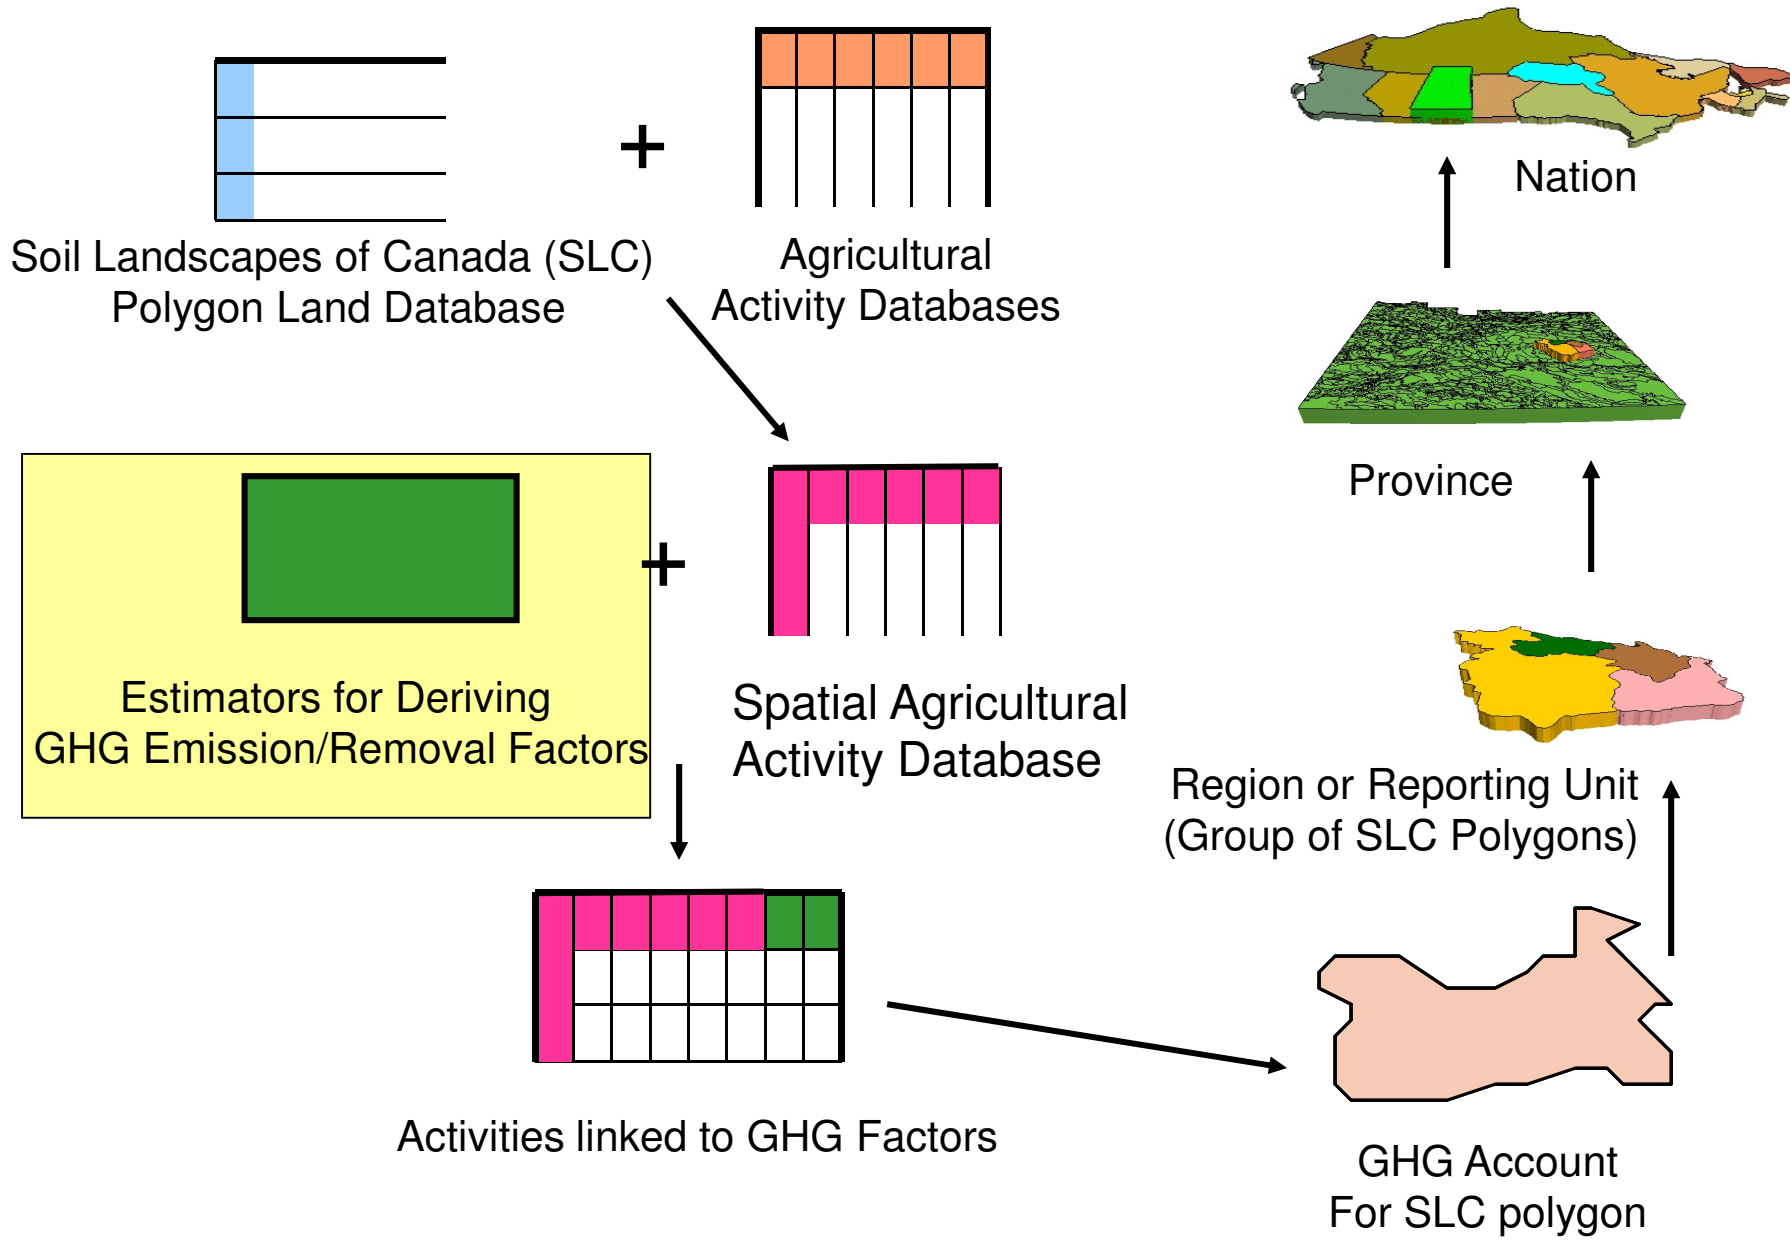 Soil Landscapes of Canada (SLC)
Polygon Land Database
+
Agricultural
Activity Databases
Estimators for Deriving
GHG Emission/Removal Factors
+
Spatial Agricultural
Activity Database
Activities linked to GHG Factors
GHG Account
For SLC polygon
Region or Reporting Unit
(Group of SLC Polygons)
Province
Nation